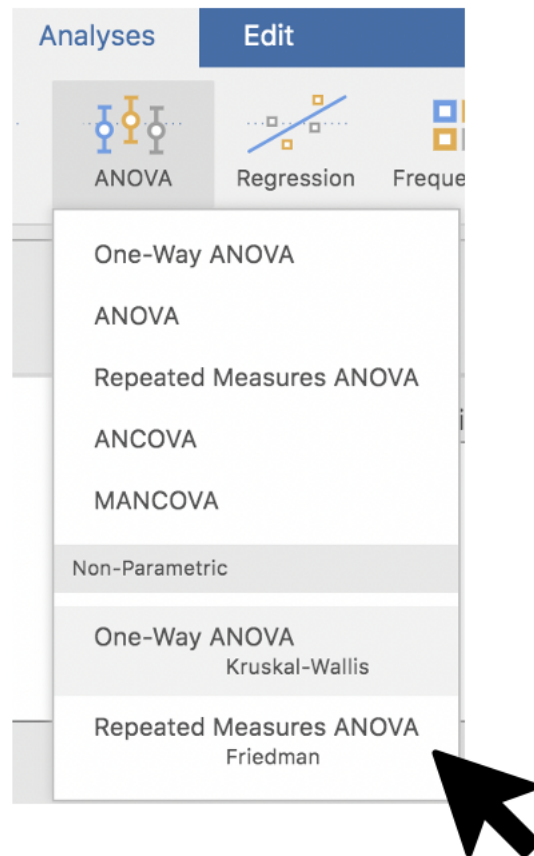 Analyses Edit
ANOVA Regression Freque
One-Way ANOVA
ANOVA
Repeated Measures ANOVA
ANCOVA
MANCOVA
Non-Parametric
One-Way ANOVA
Kruskal-Wallis
Repeated Measures ANOVA
Friedman